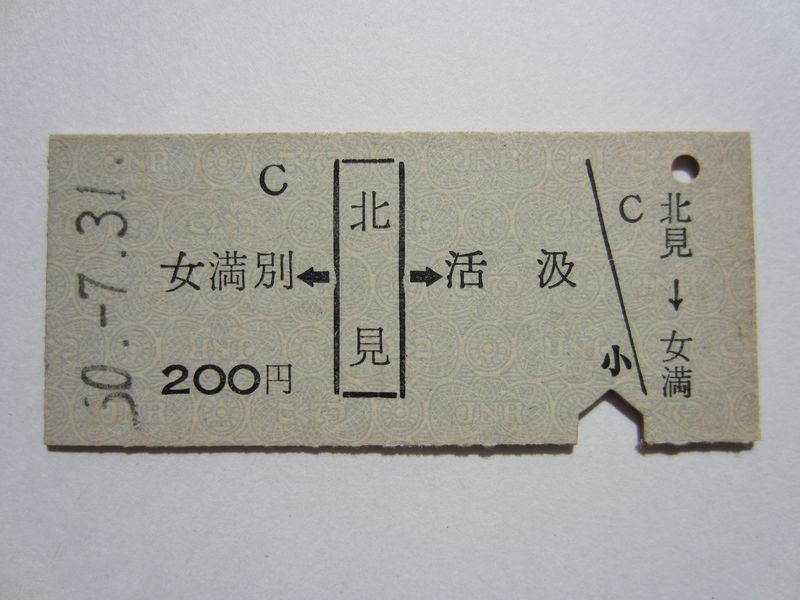 50.-7.31.
C
女満別←北見→活汲
200円
C
小
北見→女満